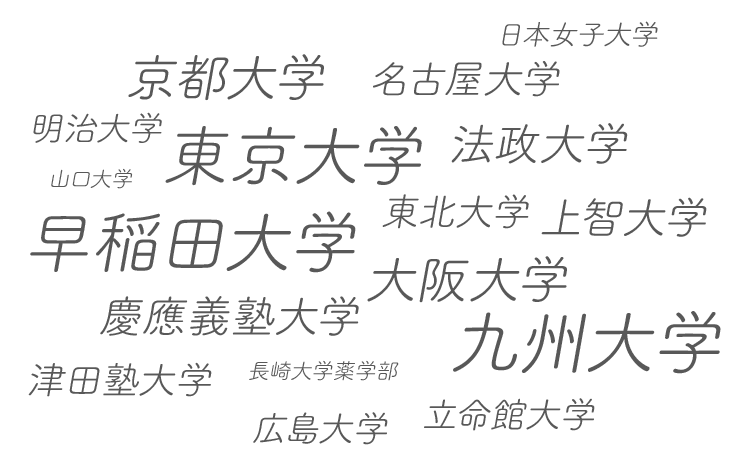 日本女子大学
京都大学
名古屋大学
明治大学
東京大学
法政大学
山口大学
東北大学
上智大学
早稲田大学
大阪大学
慶應義塾大学
九州大学
津田塾大学
長崎大学薬学部
広島大学
立命館大学